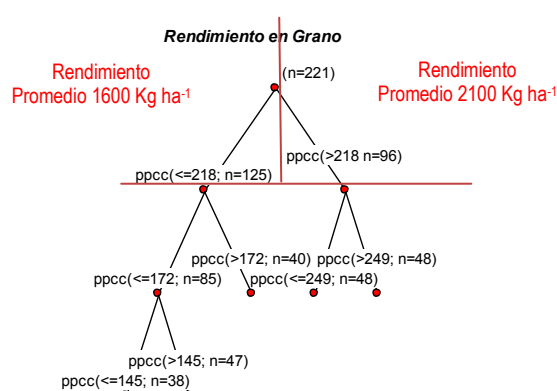 Rendimiento en Grano
Rendimiento
Promedio 1600 Kg ha-1
(n=221)
Rendimiento
Promedio 2100 Kg ha-1
ppcc(<=218; n=125)
ppcc(>218 n=96)
ppcc(<=172; n=85)
ppcc(>172; n=40)
ppcc(<=249; n=48)
ppcc(>249; n=48)
ppcc(>145; n=47)
ppcc(<=145; n=38)